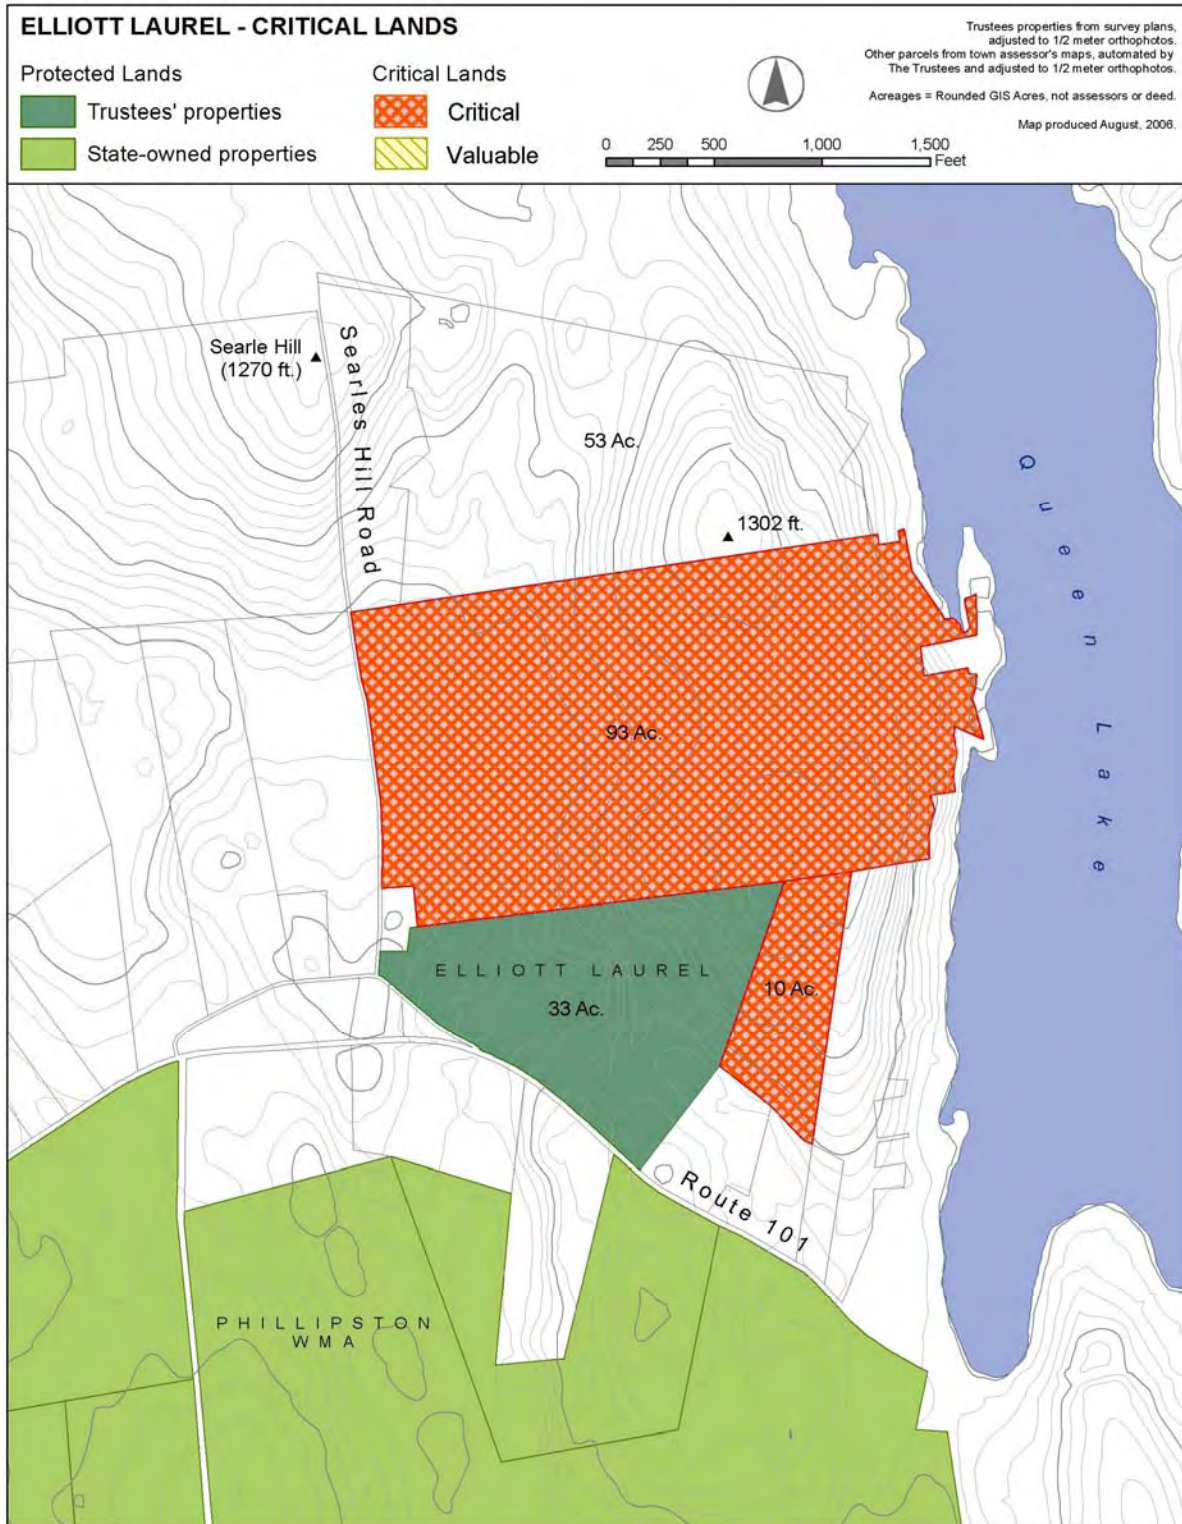 ELLIOTT LAUREL - CRITICAL LANDS
Trustees properties from survey plans,
adjusted to 1/2 meter orthophotos.
Other parcels from town assessor's maps, automated by
The Trustees and adjusted to 1/2 meter orthophotos.
Acreages = Rounded GIS Acres, not assessors or deed.
Map produced August, 2006.
Protected Lands
Trustees' properties
State-owned properties
Critical Lands
Critical
Valuable
0 250 500 1,000 1,500
Feet
Searle Hill
(1270 ft.)
Searles Hill Road
53 Ac.
1302 ft.
Queen Lake
93 Ac.
ELLIOTT LAUREL
33 Ac.
10 Ac.
Route 101
PHILLIPSTON
WMA